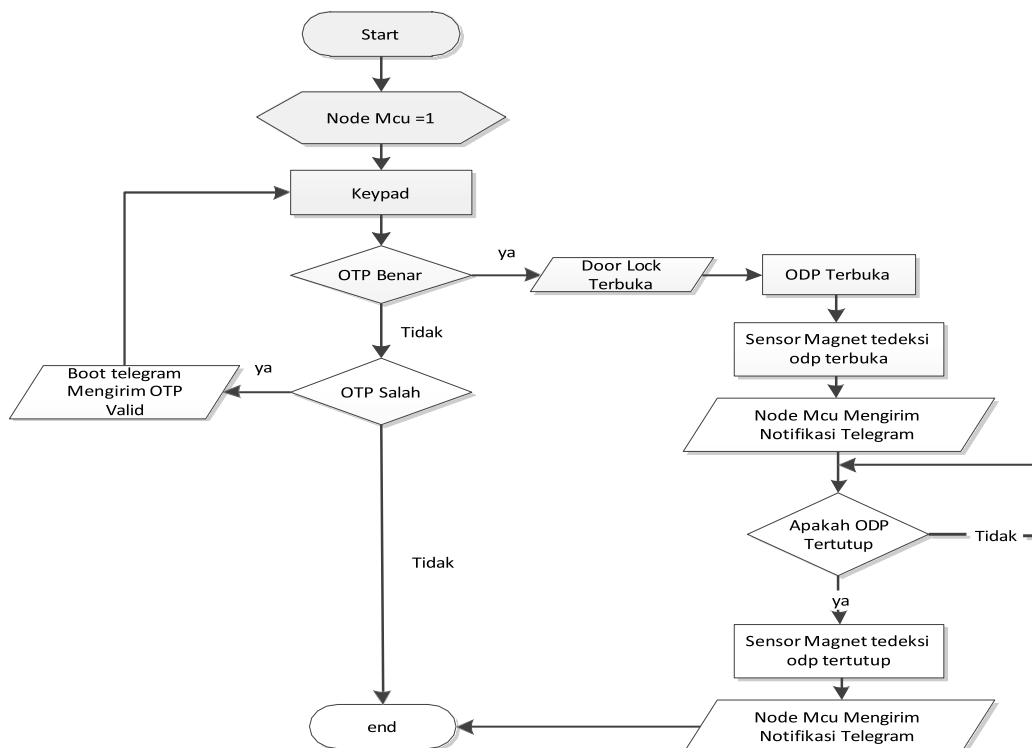 Start
Node Mcu =1
Keypad
OTP Benar
ya
Door Lock
Terbuka
ODP Terbuka
Tidak
Sensor Magnet tedeksi
odp terbuka
OTP Salah
ya
Boot telegram
Mengirim OTP
Valid
Node Mcu Mengirim
Notifikasi Telegram
Apakah ODP
Tertutup
Tidak
Tidak
ya
Sensor Magnet tedeksi
odp tertutup
Node Mcu Mengirim
Notifikasi Telegram
end